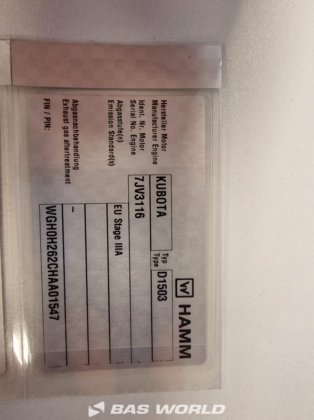 HAMM
Hersteller Motor
Manufacturer Engine
KUBOTA
Typ
Type
D1503
Ident. Nr. Motor
Serial No. Engine
7JV3116
Abgasstufe(n)
Emission Standard(s)
EU Stage IIIA
Abgasnachbehandlung
Exhaust gas aftertreatment
–
FIN / PIN:
WGH0H262CHAA01547
BAS WORLD